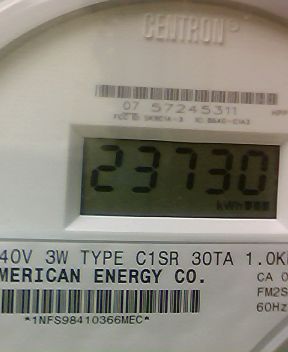 CENTRON®
07 57245311
23730
kWh
40V 3W TYPE C1SR 30TA 1.0K
MERICAN ENERGY CO.
CA 0
FM2S
60Hz
*1NFS98410366MEC*